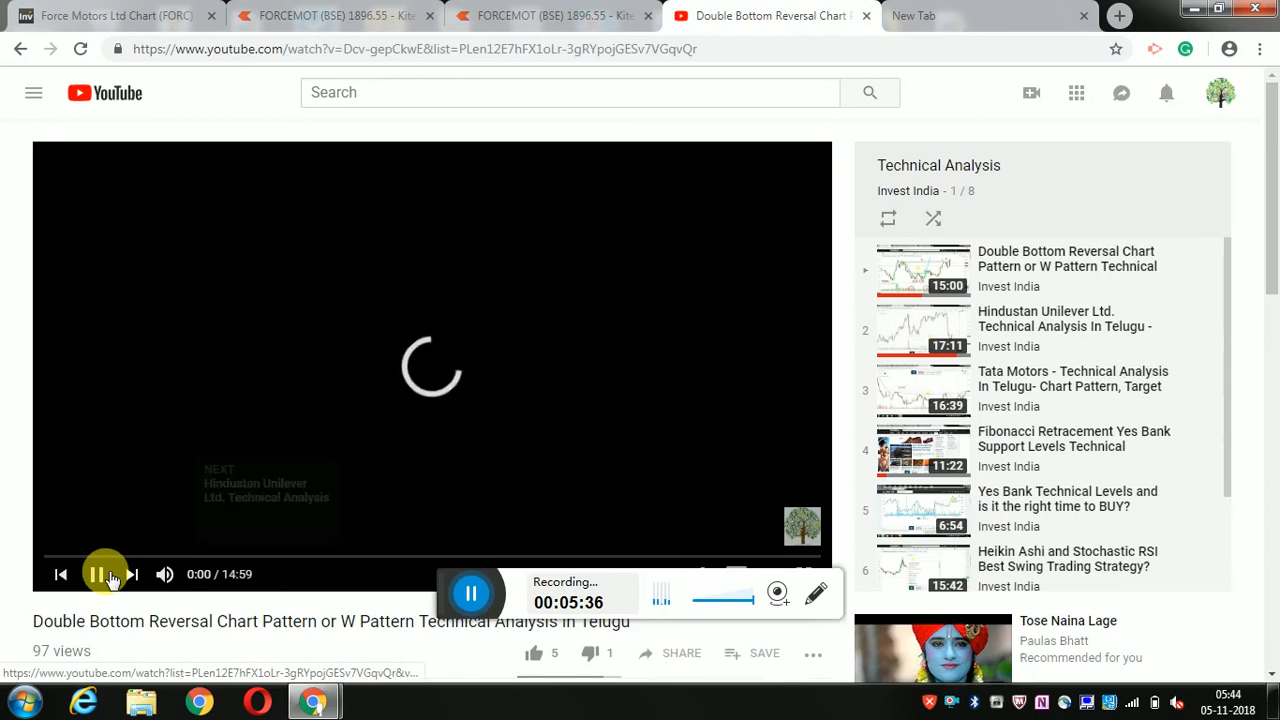 Force Motors Ltd Chart (FORC)
FORCEMOT (BSE) 1896.55 - Kite
FORCEMOT (BSE) 1896.55 - Kite
Double Bottom Reversal Chart P
New Tab
https://www.youtube.com/watch?v=Dcv-gepCkwE&list=PLen12E7hFX1oLr-3gRYpojGESv7VGqvQr
YouTube
Search
Technical Analysis
Invest India - 1 / 8
Double Bottom Reversal Chart
Pattern or W Pattern Technical
Invest India
15:00
2
Hindustan Unilever Ltd.
Technical Analysis In Telugu -
Invest India
17:11
3
Tata Motors - Technical Analysis
In Telugu- Chart Pattern, Target
Invest India
16:39
4
Fibonacci Retracement Yes Bank
Support Levels Technical
Invest India
11:22
5
Yes Bank Technical Levels and
is it the right time to BUY?
Invest India
6:54
6
Heikin Ashi and Stochastic RSI
Best Swing Trading Strategy?
Invest India
15:42
NEXT
Hindustan Unilever
Ltd. Technical Analysis
14:59
Recording...
00:05:36
Double Bottom Reversal Chart Pattern or W Pattern Technical Analysis In Telugu
97 views
5
1
SHARE
SAVE
Tose Naina Lage
Paulas Bhatt
Recommended for you
https://www.youtube.com/watch?list=PLen12E7hFX1oLr-3gRYpojGESv7VGqvQr&v...
05:44
05-11-2018